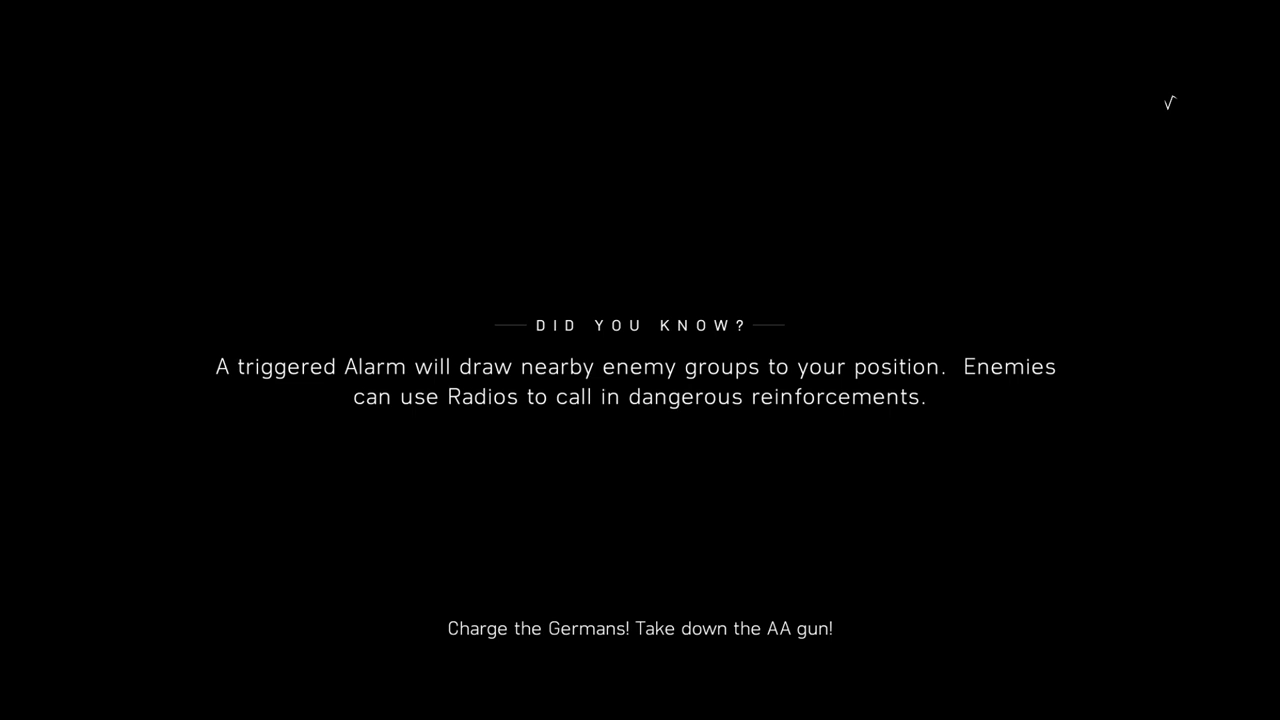 DID YOU KNOW?
A triggered Alarm will draw nearby enemy groups to your position.  Enemies
can use Radios to call in dangerous reinforcements.
Charge the Germans! Take down the AA gun!